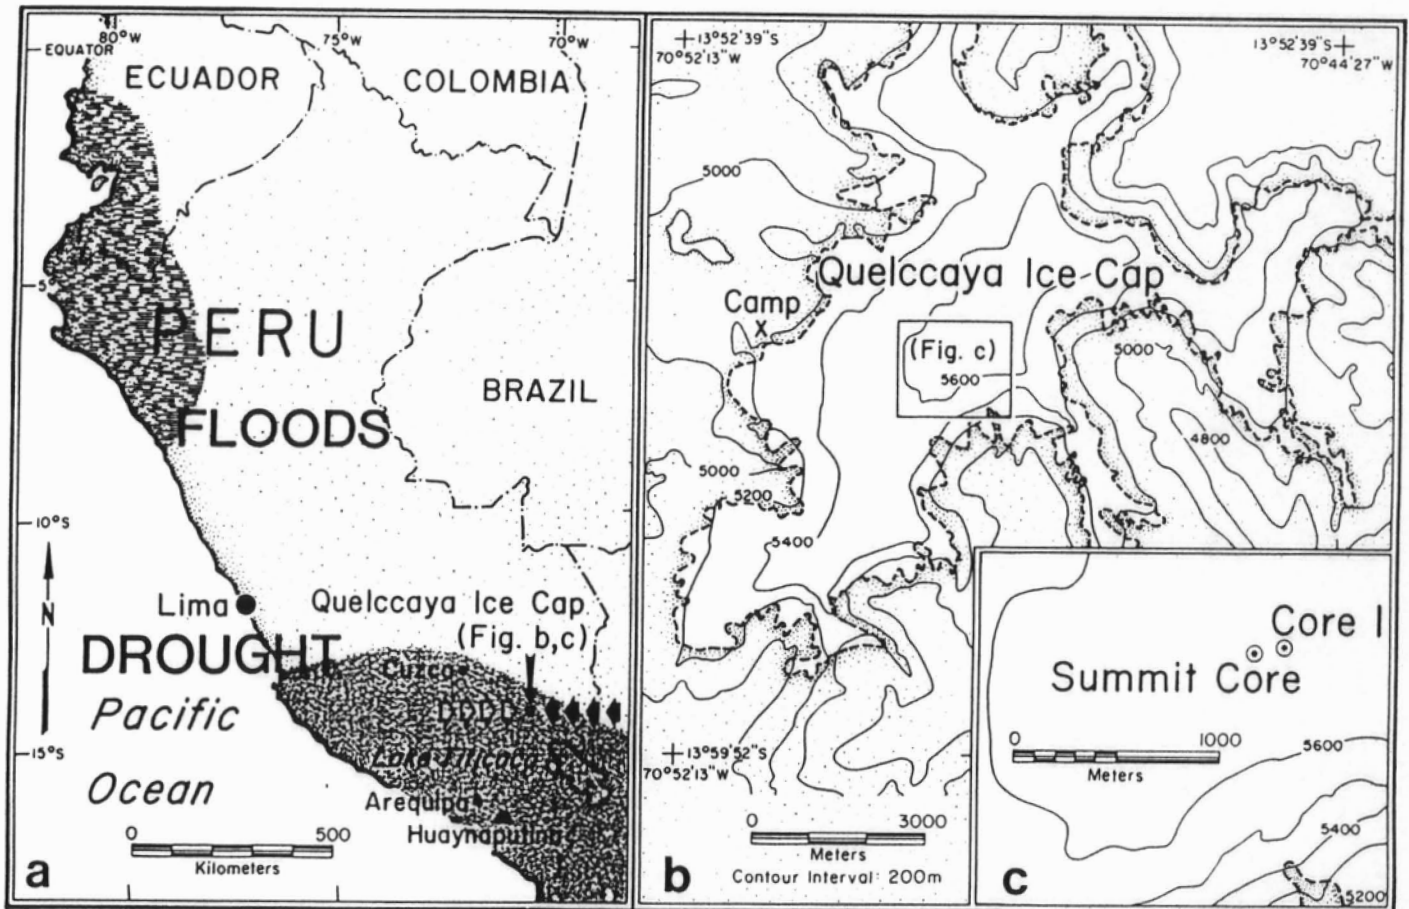 80°W
75°W
70°W
EQUATOR
ECUADOR
COLOMBIA
5°S
PERU
BRAZIL
FLOODS
10°S
N
Quelccaya Ice Cap
(Fig. b,c)
Lima
DROUGHT
Cuzco
Pacific
15°S
Ocean
Arequipa
Huaynaputina
0 500
Kilometers
a
13°52'39"S
70°52'13"W
13°52'39"S
70°44'27"W
5000
Quelccaya Ice Cap
Camp
x
(Fig. c)
5600
5000
4800
5000
5200
5400
13°59'52"S
70°52'13"W
0 3000
Meters
Contour Interval: 200m
b
Core I
Summit Core
0 1000
Meters
5600
5400
5200
c